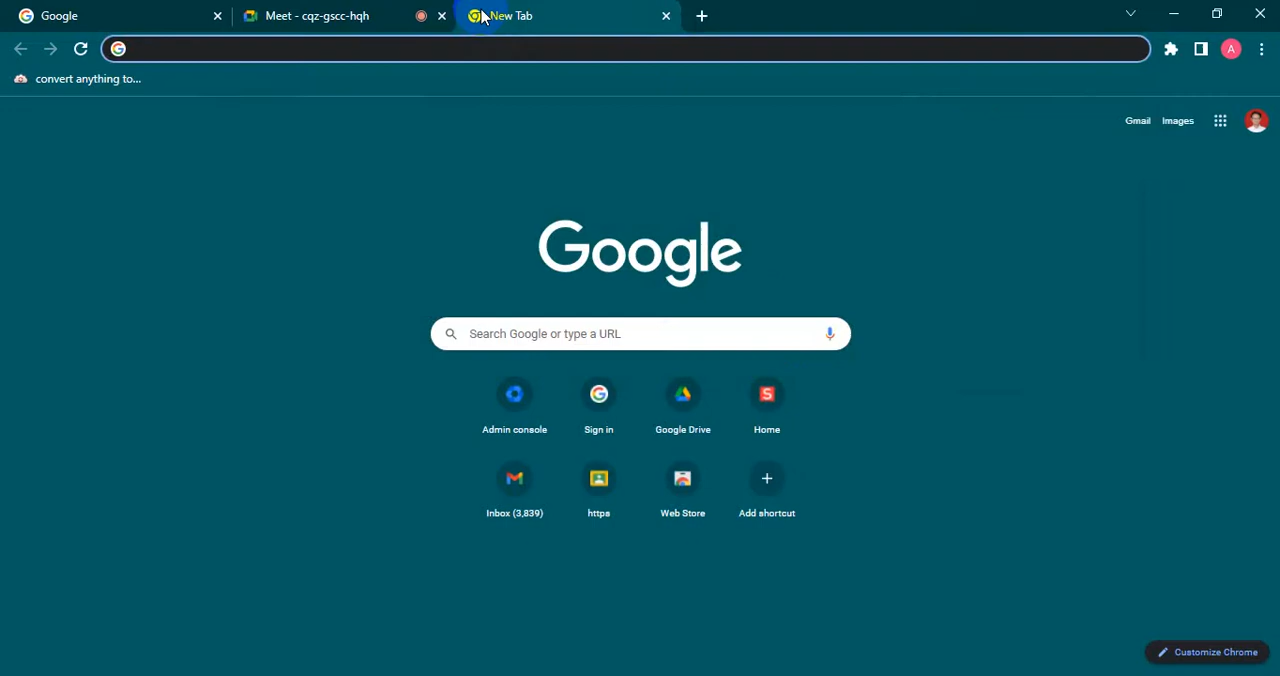 Google
Meet - cqz-gscc-hqh
New Tab
convert anything to...
A
Gmail
Images
Google
Search Google or type a URL
Admin console
Sign in
Google Drive
S
Home
Inbox (3,839)
https
Web Store
Add shortcut
Customize Chrome